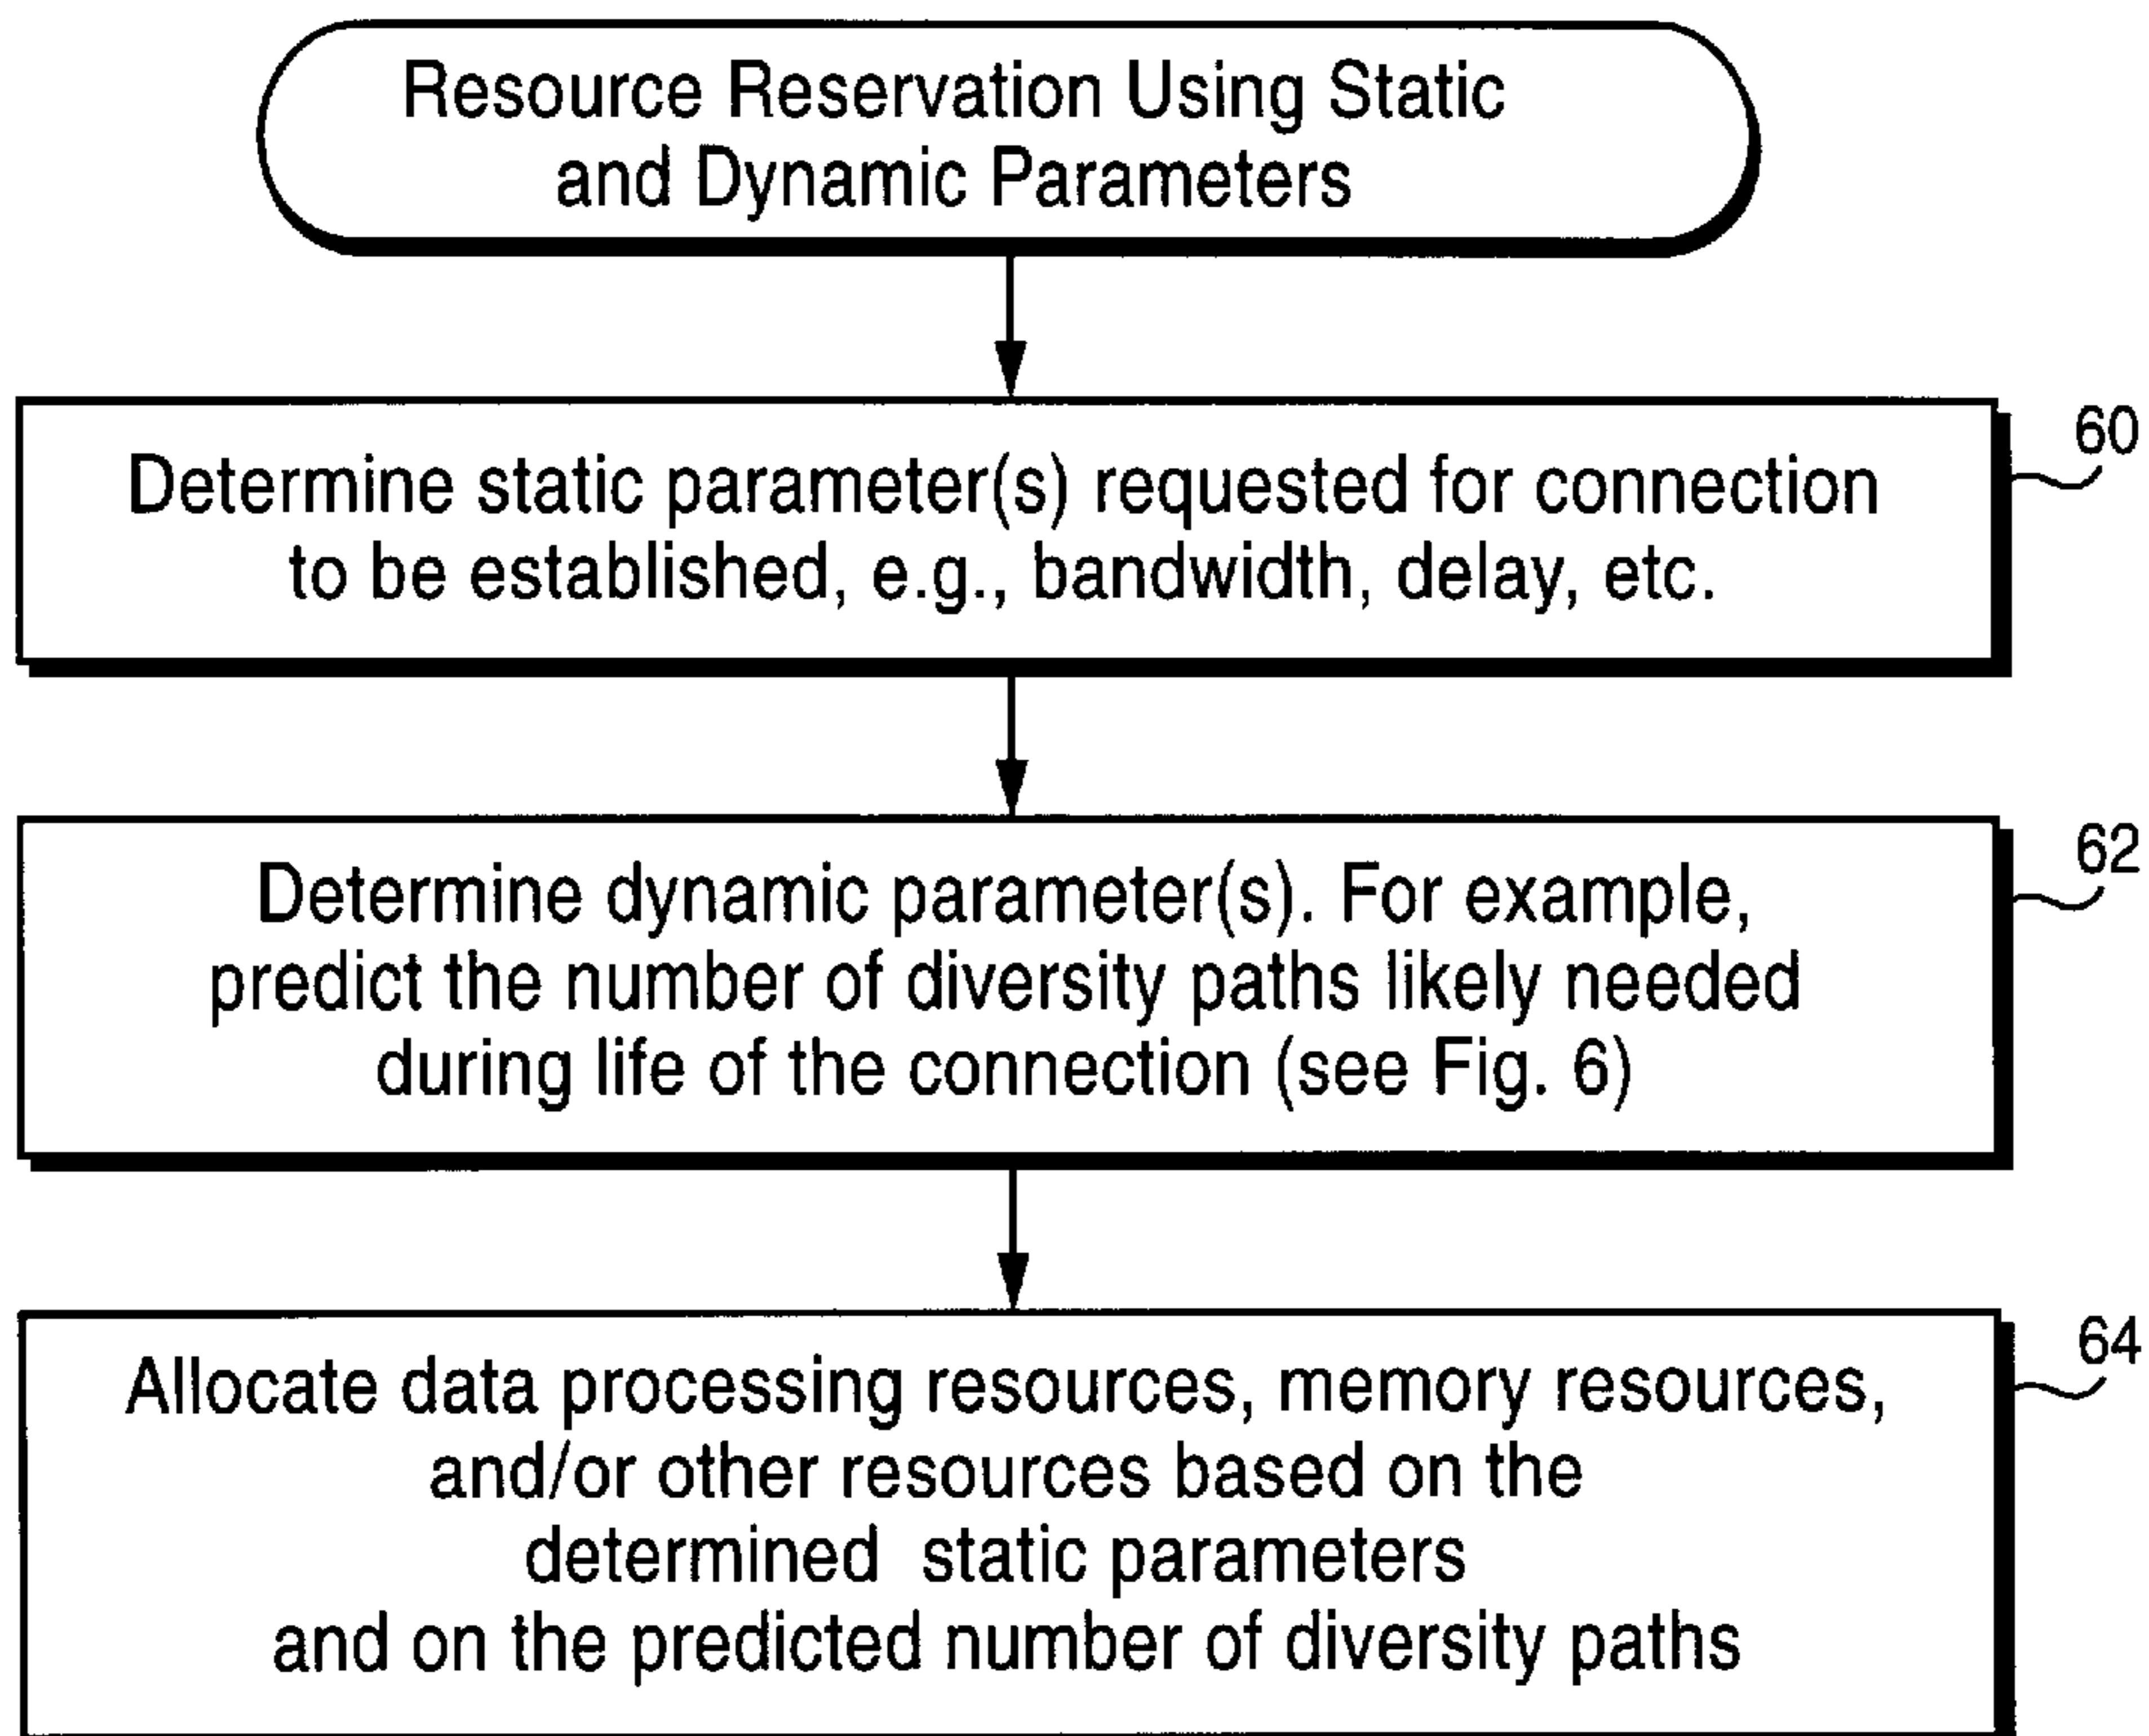 Resource Reservation Using Static
and Dynamic Parameters
60
Determine static parameter(s) requested for connection
to be established, e.g., bandwidth, delay, etc.
62
Determine dynamic parameter(s). For example,
predict the number of diversity paths likely needed
during life of the connection (see Fig. 6)
64
Allocate data processing resources, memory resources,
and/or other resources based on the
determined static parameters
and on the predicted number of diversity paths